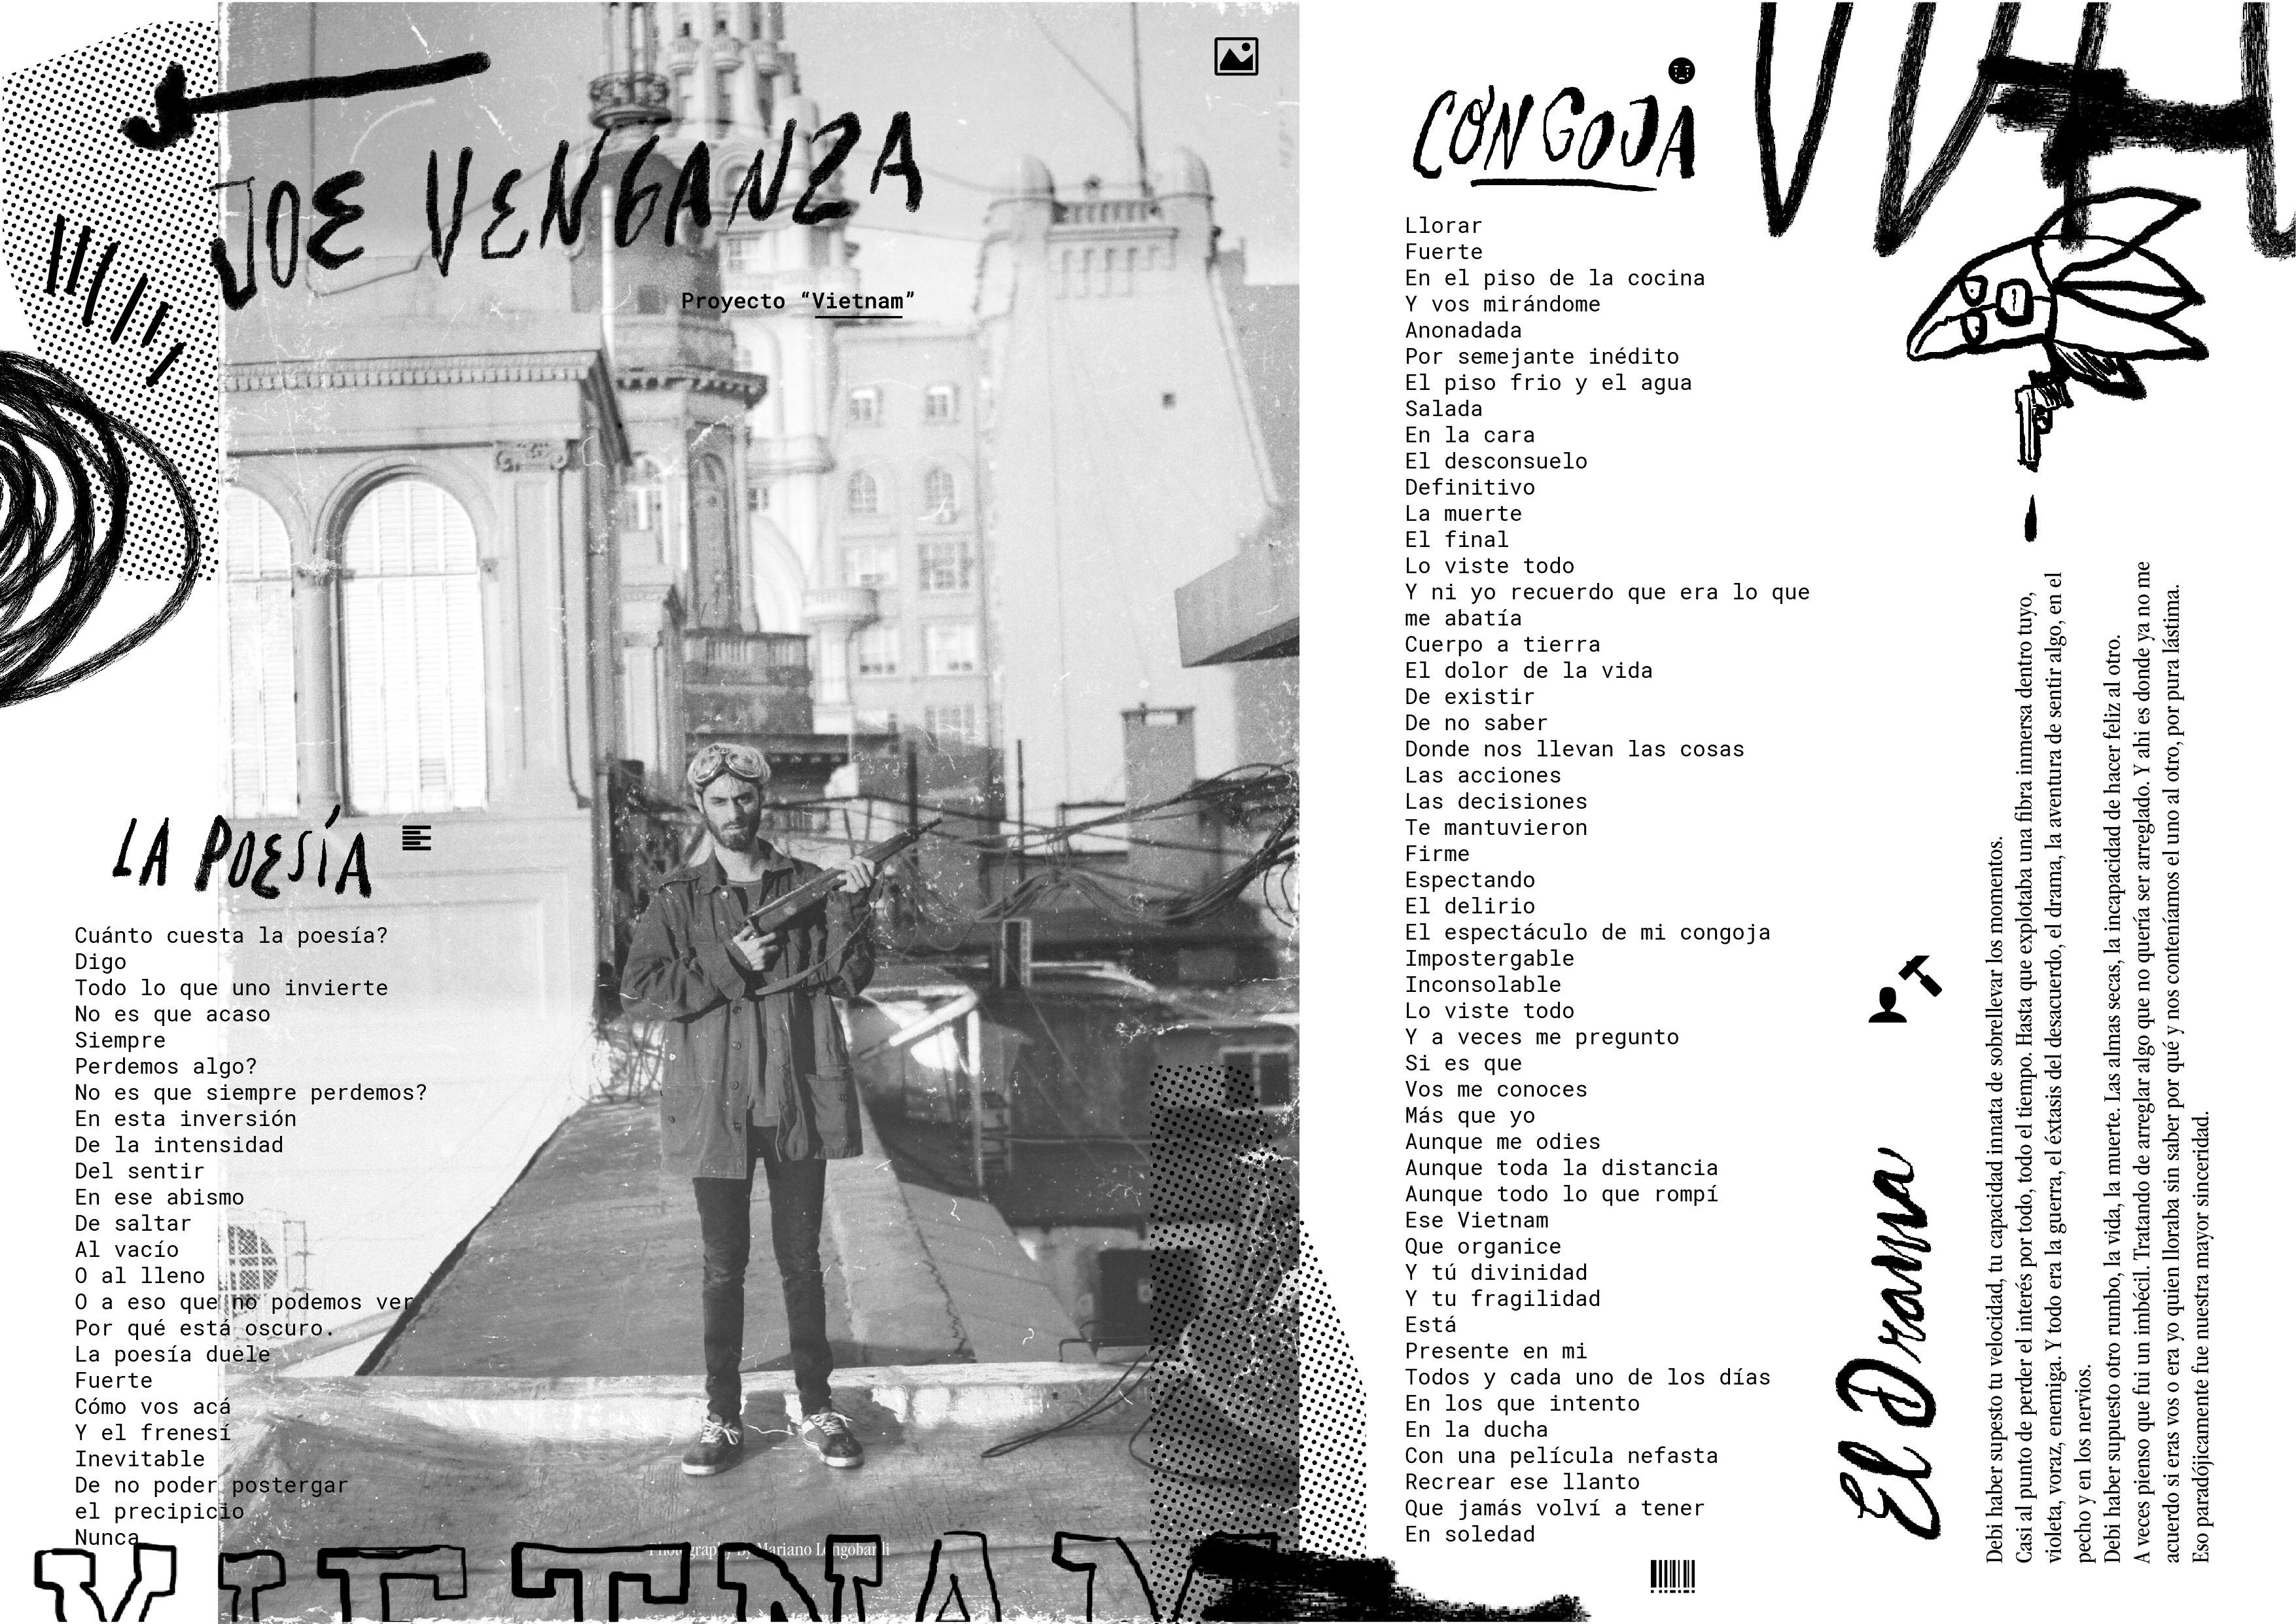 JOE VENGANZA
Proyecto “Vietnam”
LA POESÍA
Cuánto cuesta la poesía?
Digo
Todo lo que uno invierte
No es que acaso
Siempre
Perdemos algo?
No es que siempre perdemos?
En esta inversión
De la intensidad
Del sentir
En ese abismo
De saltar
Al vacío
O al lleno
O a eso que no podemos ver
Por qué está oscuro.
La poesía duele
Fuerte
Cómo vos acá
Y el frenesí
Inevitable
De no poder postergar
el precipicio
Nunca
Photography By Mariano Longobardi
VIETNAM
CONGOJA
Llorar
Fuerte
En el piso de la cocina
Y vos mirándome
Anonadada
Por semejante inédito
El piso frio y el agua
Salada
En la cara
El desconsuelo
Definitivo
La muerte
El final
Lo viste todo
Y ni yo recuerdo que era lo que
me abatía
Cuerpo a tierra
El dolor de la vida
De existir
De no saber
Donde nos llevan las cosas
Las acciones
Las decisiones
Te mantuvieron
Firme
Espectando
El delirio
El espectáculo de mi congoja
Impostergable
Inconsolable
Lo viste todo
Y a veces me pregunto
Si es que
Vos me conoces
Más que yo
Aunque me odies
Aunque toda la distancia
Aunque todo lo que rompí
Ese Vietnam
Que organice
Y tú divinidad
Y tu fragilidad
Está
Presente en mi
Todos y cada uno de los días
En los que intento
En la ducha
Con una película nefasta
Recrear ese llanto
Que jamás volví a tener
En soledad
El Drama
Debi haber supesto tu velocidad, tu capacidad innata de sobrellevar los momentos.
Casi al punto de perder el interés por todo, todo el tiempo. Hasta que explotaba una fibra inmersa dentro tuyo,
violeta, voraz, enemiga. Y todo era la guerra, el éxtasis del desacuerdo, el drama, la aventura de sentir algo, en el
pecho y en los nervios.
Debi haber supuesto otro rumbo, la vida, la muerte. Las almas secas, la incapacidad de hacer feliz al otro.
A veces pienso que fui un imbécil. Tratando de arreglar algo que no quería ser arreglado. Y ahi es donde ya no me
acuerdo si eras vos o era yo quien lloraba sin saber por qué y nos conteníamos el uno al otro, por pura lástima.
Eso paradójicamente fue nuestra mayor sinceridad.